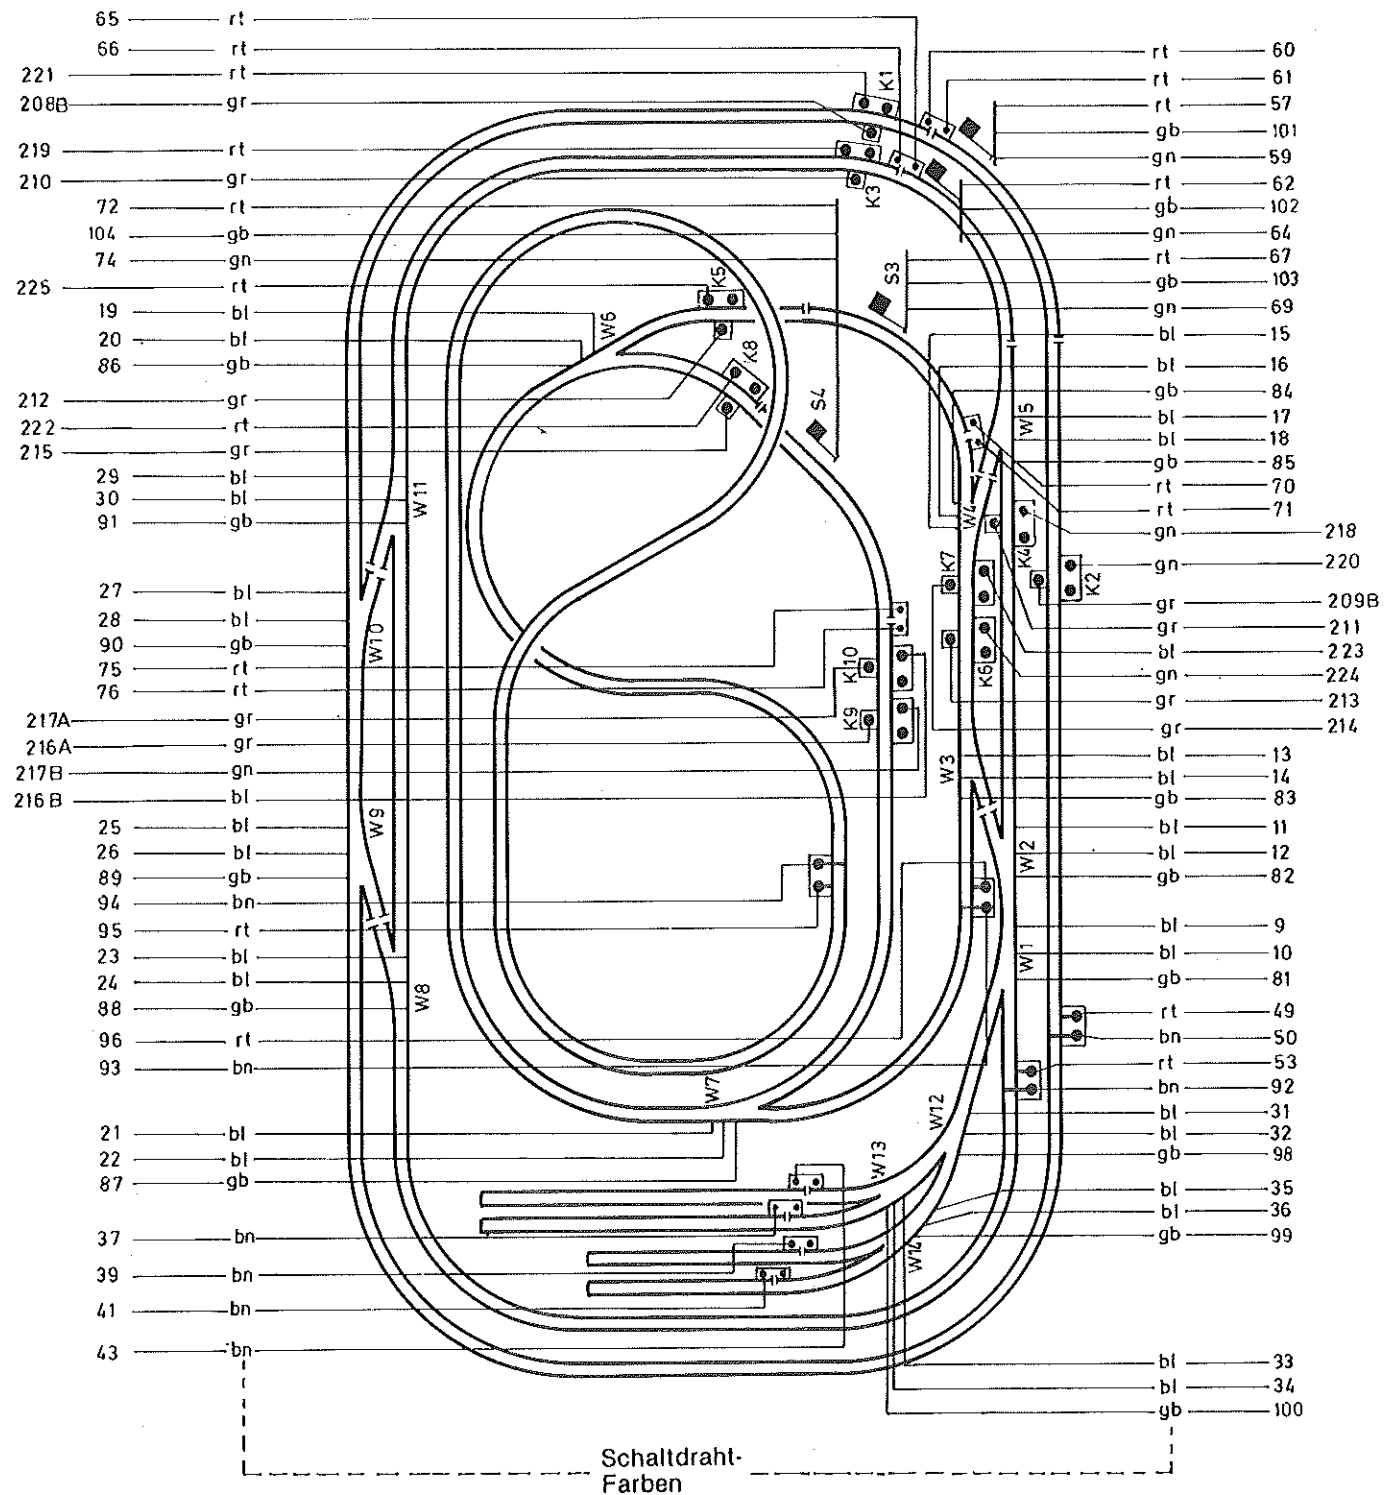 65 rt
66 rt
221 rt
208B gr
219 rt
210 gr
72 rt
104 gb
74 gn
225 rt
19 bl
20 bl
86 gb
212 gr
222 rt
215 gr
29 bl
30 bl
91 gb
27 bl
28 bl
90 gb
75 rt
76 rt
217A gr
216A gr
217B gn
216B bl
25 bl
26 bl
89 gb
94 bn
95 rt
23 bl
24 bl
88 gb
96 rt
93 bn
21 bl
22 bl
87 gb
37 bn
39 bn
41 bn
43 bn
K1
K3
K5
S3
W6
K8
S4
W5
W11
W4
K4
K7
K2
W10
K10
K6
K9
W3
W9
W2
W1
W8
W7
W12
W13
W14
rt 60
rt 61
rt 57
gb 101
gn 59
rt 62
gb 102
gn 64
rt 67
gb 103
gn 69
bl 15
bl 16
gb 84
bl 17
bl 18
gb 85
rt 70
rt 71
gn 218
gn 220
gr 209B
gr 211
bl 223
gn 224
gr 213
gr 214
bl 13
bl 14
gb 83
bl 11
bl 12
gb 82
bl 9
bl 10
gb 81
rt 49
bn 50
rt 53
bn 92
bl 31
bl 32
gb 98
bl 35
bl 36
gb 99
bl 33
bl 34
gb 100
Schaltdraht-
Farben